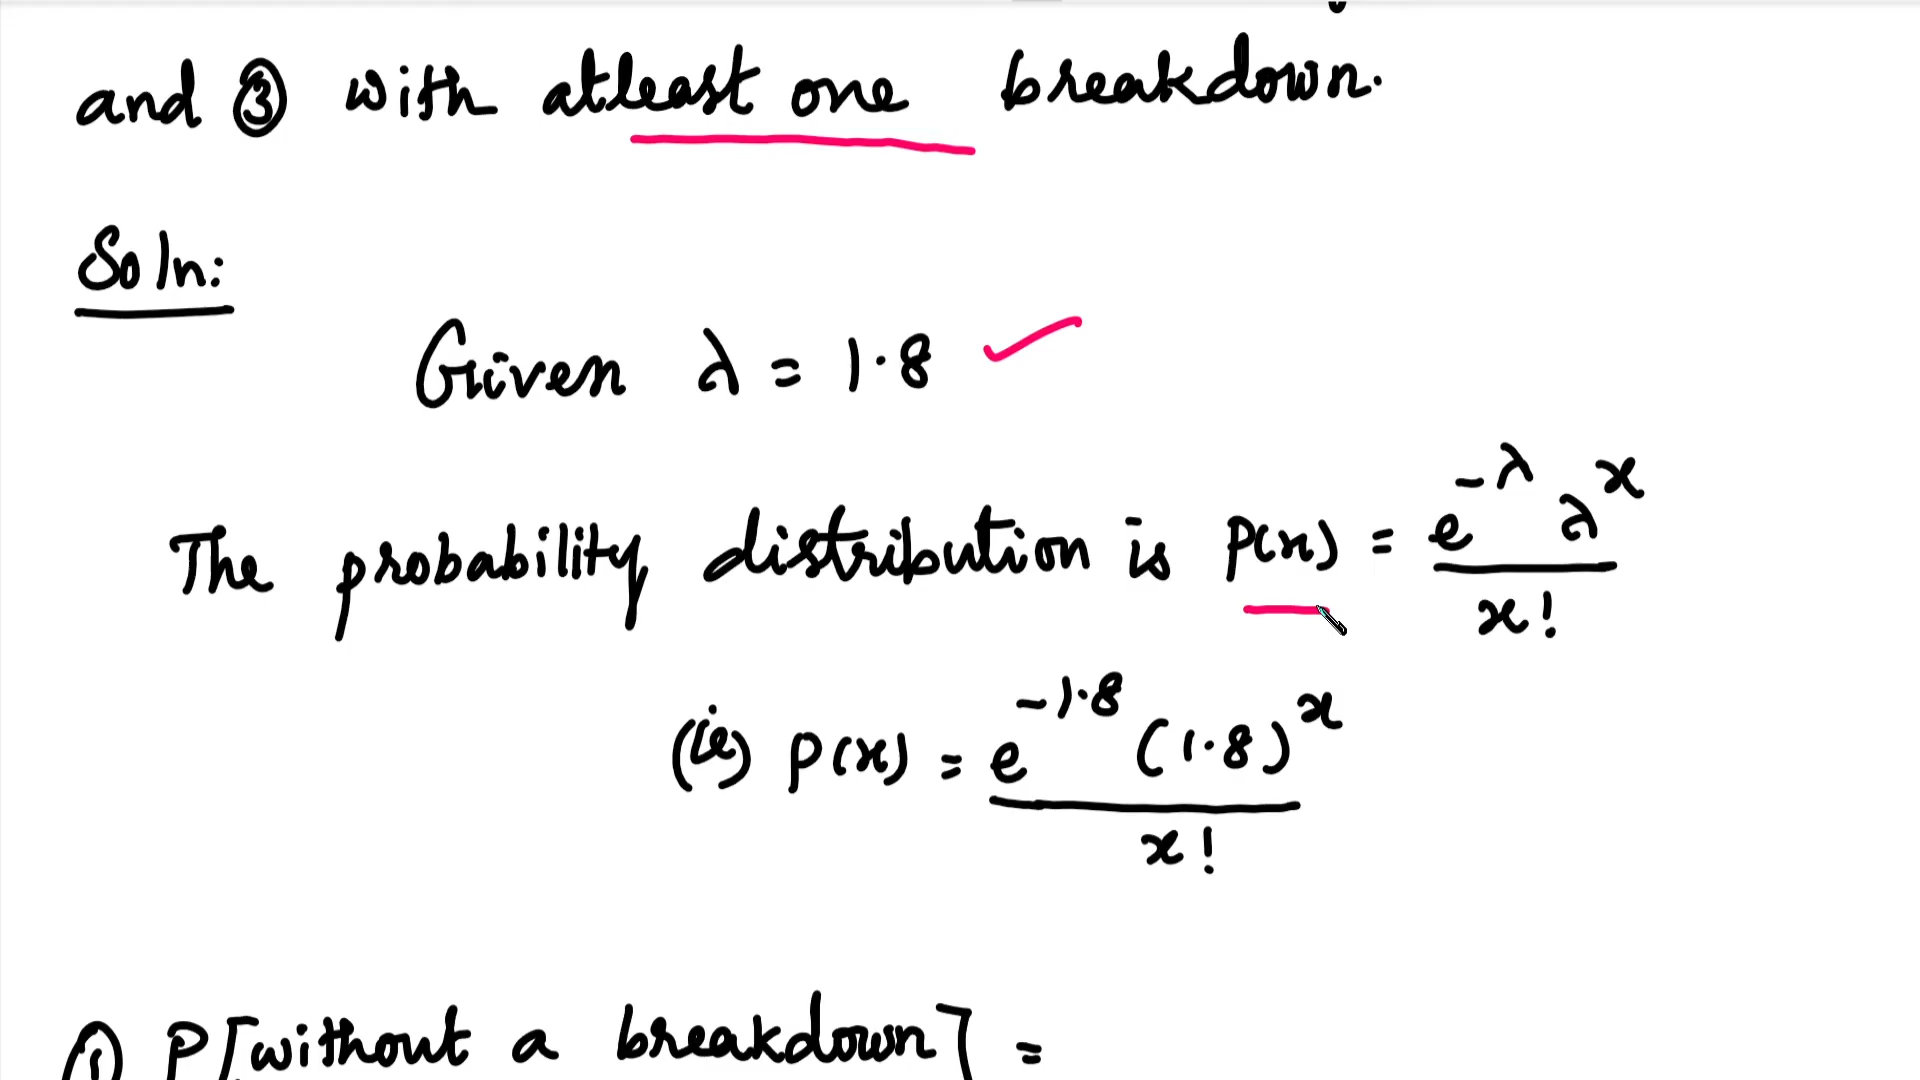 and ③ with atleast one breakdown.
Soln:
Given λ = 1.8 ✓
The probability distribution is P(x) = e^{-λ} λ^x / x!
(ie) P(x) = e^{-1.8} (1.8)^x / x!
① P[without a breakdown] =